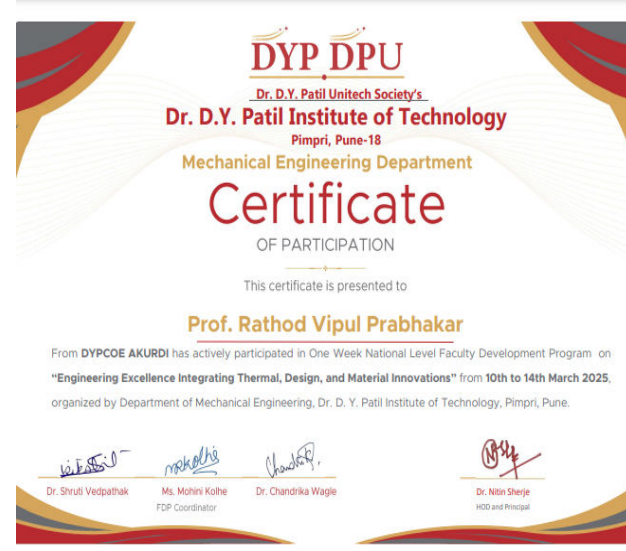 DYP DPU
Dr. D.Y. Patil Unitech Society's
Dr. D.Y. Patil Institute of Technology
Pimpri, Pune-18
Mechanical Engineering Department
Certificate
OF PARTICIPATION
This certificate is presented to
Prof. Rathod Vipul Prabhakar
From DYPCOE AKURDI has actively participated in One Week National Level Faculty Development Program on
“Engineering Excellence Integrating Thermal, Design, and Material Innovations” from 10th to 14th March 2025,
organized by Department of Mechanical Engineering, Dr. D. Y. Patil Institute of Technology, Pimpri, Pune.
Dr. Shruti Vedpathak
Ms. Mohini Kolhe
Dr. Chandrika Wagle
Dr. Nitin Sherje
FDP Coordinator
HOD and Principal